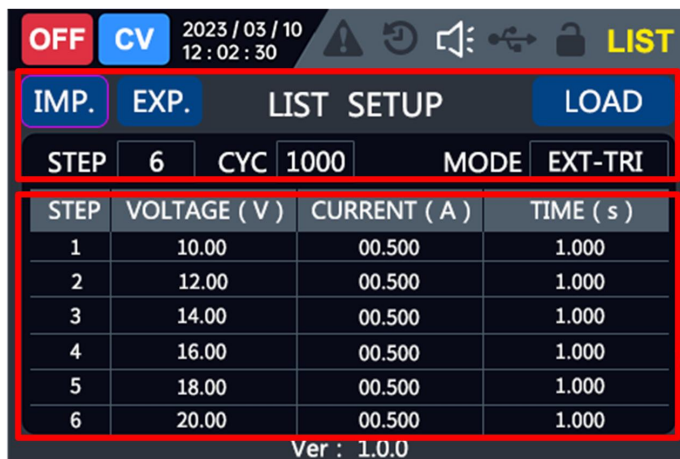 OFF CV 2023 / 03 / 10 LIST
12 : 02 : 30
IMP. EXP. LIST SETUP LOAD
STEP 6 CYC 1000 MODE EXT-TRI
STEP VOLTAGE ( V ) CURRENT ( A ) TIME ( s )
1 10.00 00.500 1.000
2 12.00 00.500 1.000
3 14.00 00.500 1.000
4 16.00 00.500 1.000
5 18.00 00.500 1.000
6 20.00 00.500 1.000
Ver : 1.0.0